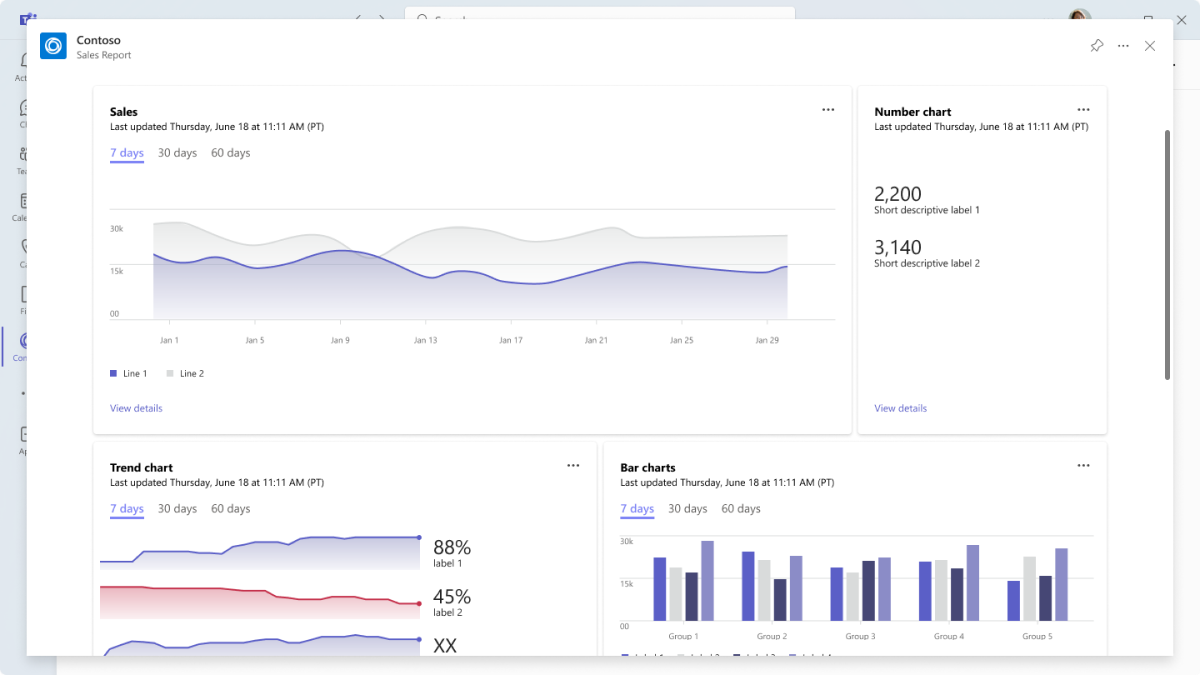 Contoso
Sales Report
Sales
Last updated Thursday, June 18 at 11:11 AM (PT)
7 days 30 days 60 days
30k
15k
00
Jan 1 Jan 5 Jan 9 Jan 13 Jan 17 Jan 21 Jan 25 Jan 29
Line 1 Line 2
View details
Number chart
Last updated Thursday, June 18 at 11:11 AM (PT)
2,200
Short descriptive label 1
3,140
Short descriptive label 2
View details
Trend chart
Last updated Thursday, June 18 at 11:11 AM (PT)
7 days 30 days 60 days
88%
label 1
45%
label 2
XX
Bar charts
Last updated Thursday, June 18 at 11:11 AM (PT)
7 days 30 days 60 days
30k
15k
00
Group 1 Group 2 Group 3 Group 4 Group 5